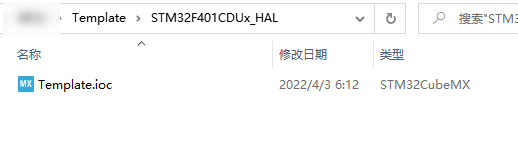 Template > STM32F401CDUx_HAL
搜索"STM3
名称 修改日期 类型
Template.ioc 2022/4/3 6:12 STM32CubeMX